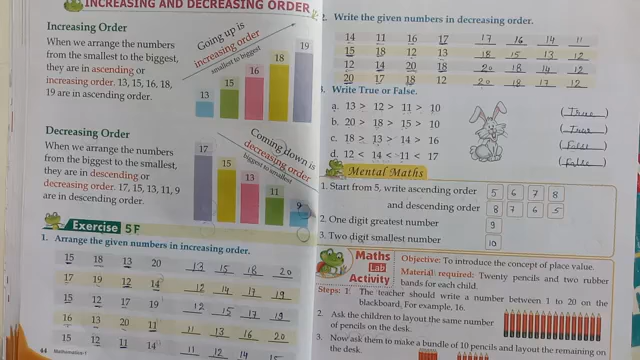 INCREASING AND DECREASING ORDER
Increasing Order
When we arrange the numbers
from the smallest to the biggest,
they are in ascending or
increasing order. 13, 15, 16, 18,
19 are in ascending order.
Going up is
increasing order
smallest to biggest
13 15 16 18 19
Decreasing Order
When we arrange the numbers
from the biggest to the smallest,
they are in descending or
decreasing order. 17, 15, 13, 11, 9
are in descending order.
Coming down is
decreasing order
biggest to smallest
17 15 13 11 9
Exercise 5F
1. Arrange the given numbers in increasing order.
15 18 13 20 13 15 18 20
17 19 12 14 12 14 17 19
15 12 17 19 12 15 17 19
16 13 20 11 11 13 16 20
15 12 11 14 11 12 14 15
44 Mathematics-1
2. Write the given numbers in decreasing order.
14 11 16 17 17 16 14 11
15 18 12 13 18 15 13 12
12 14 20 18 20 18 14 12
20 17 18 12 20 18 17 12
Write True or False.
a. 13 > 12 > 11 > 10 (True)
b. 20 > 18 > 15 > 10 (True)
c. 18 > 13 > 14 > 16 (False)
d. 12 < 14 < 11 < 17 (False)
Mental Maths
1. Start from 5, write ascending order 5 6 7 8
and descending order 8 7 6 5
2. One digit greatest number 9
3. Two digit smallest number 10
Maths
Lab
Activity
Objective: To introduce the concept of place value.
Material required: Twenty pencils and two rubber
bands for each child.
Steps: 1. The teacher should write a number between 1 to 20 on the
blackboard. For example, 16.
2. Ask the children to layout the same number
of pencils on the desk.
3. Now ask them to make a bundle of 10 pencils and layout the remaining on
the desk.